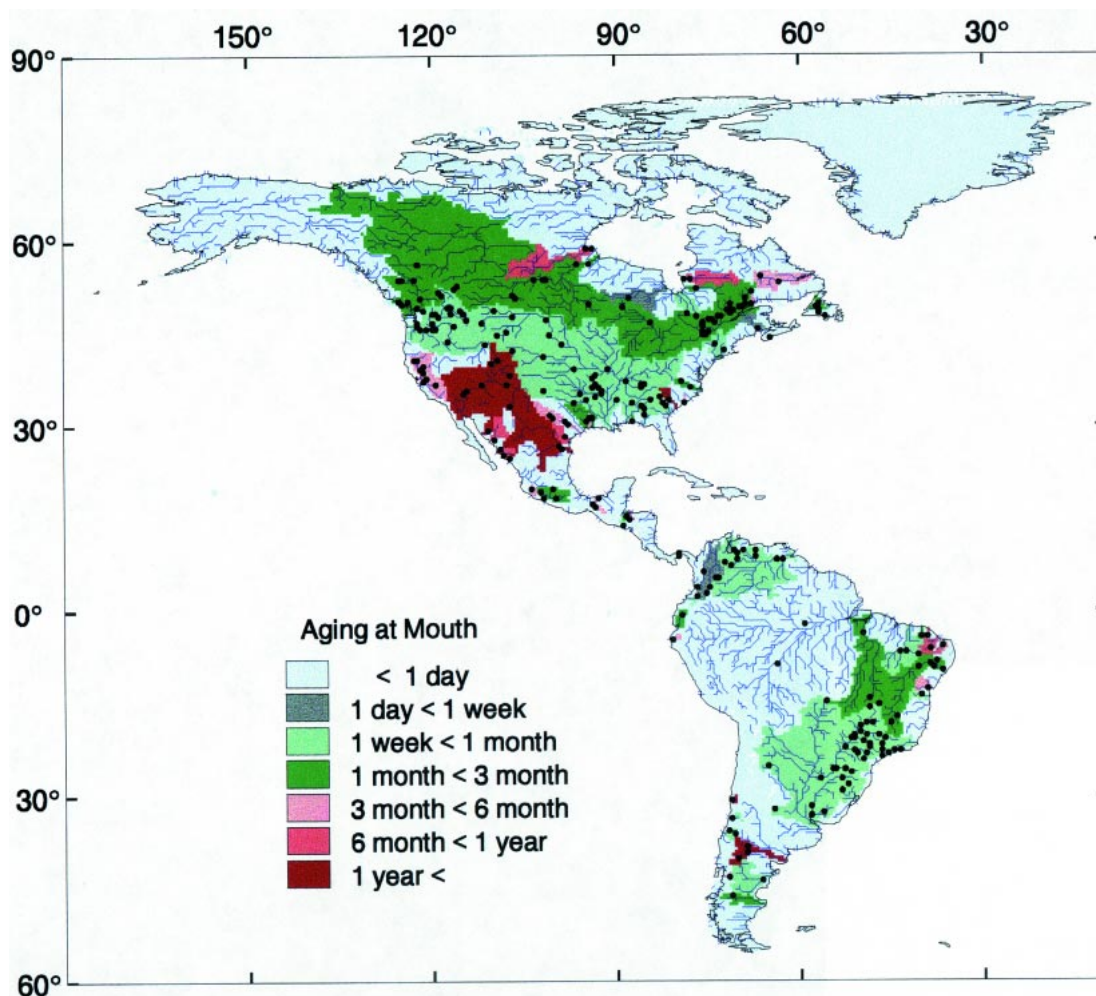 150° 120° 90° 60° 30°
90°
60°
30°
0°
30°
60°
Aging at Mouth
< 1 day
1 day < 1 week
1 week < 1 month
1 month < 3 month
3 month < 6 month
6 month < 1 year
1 year <